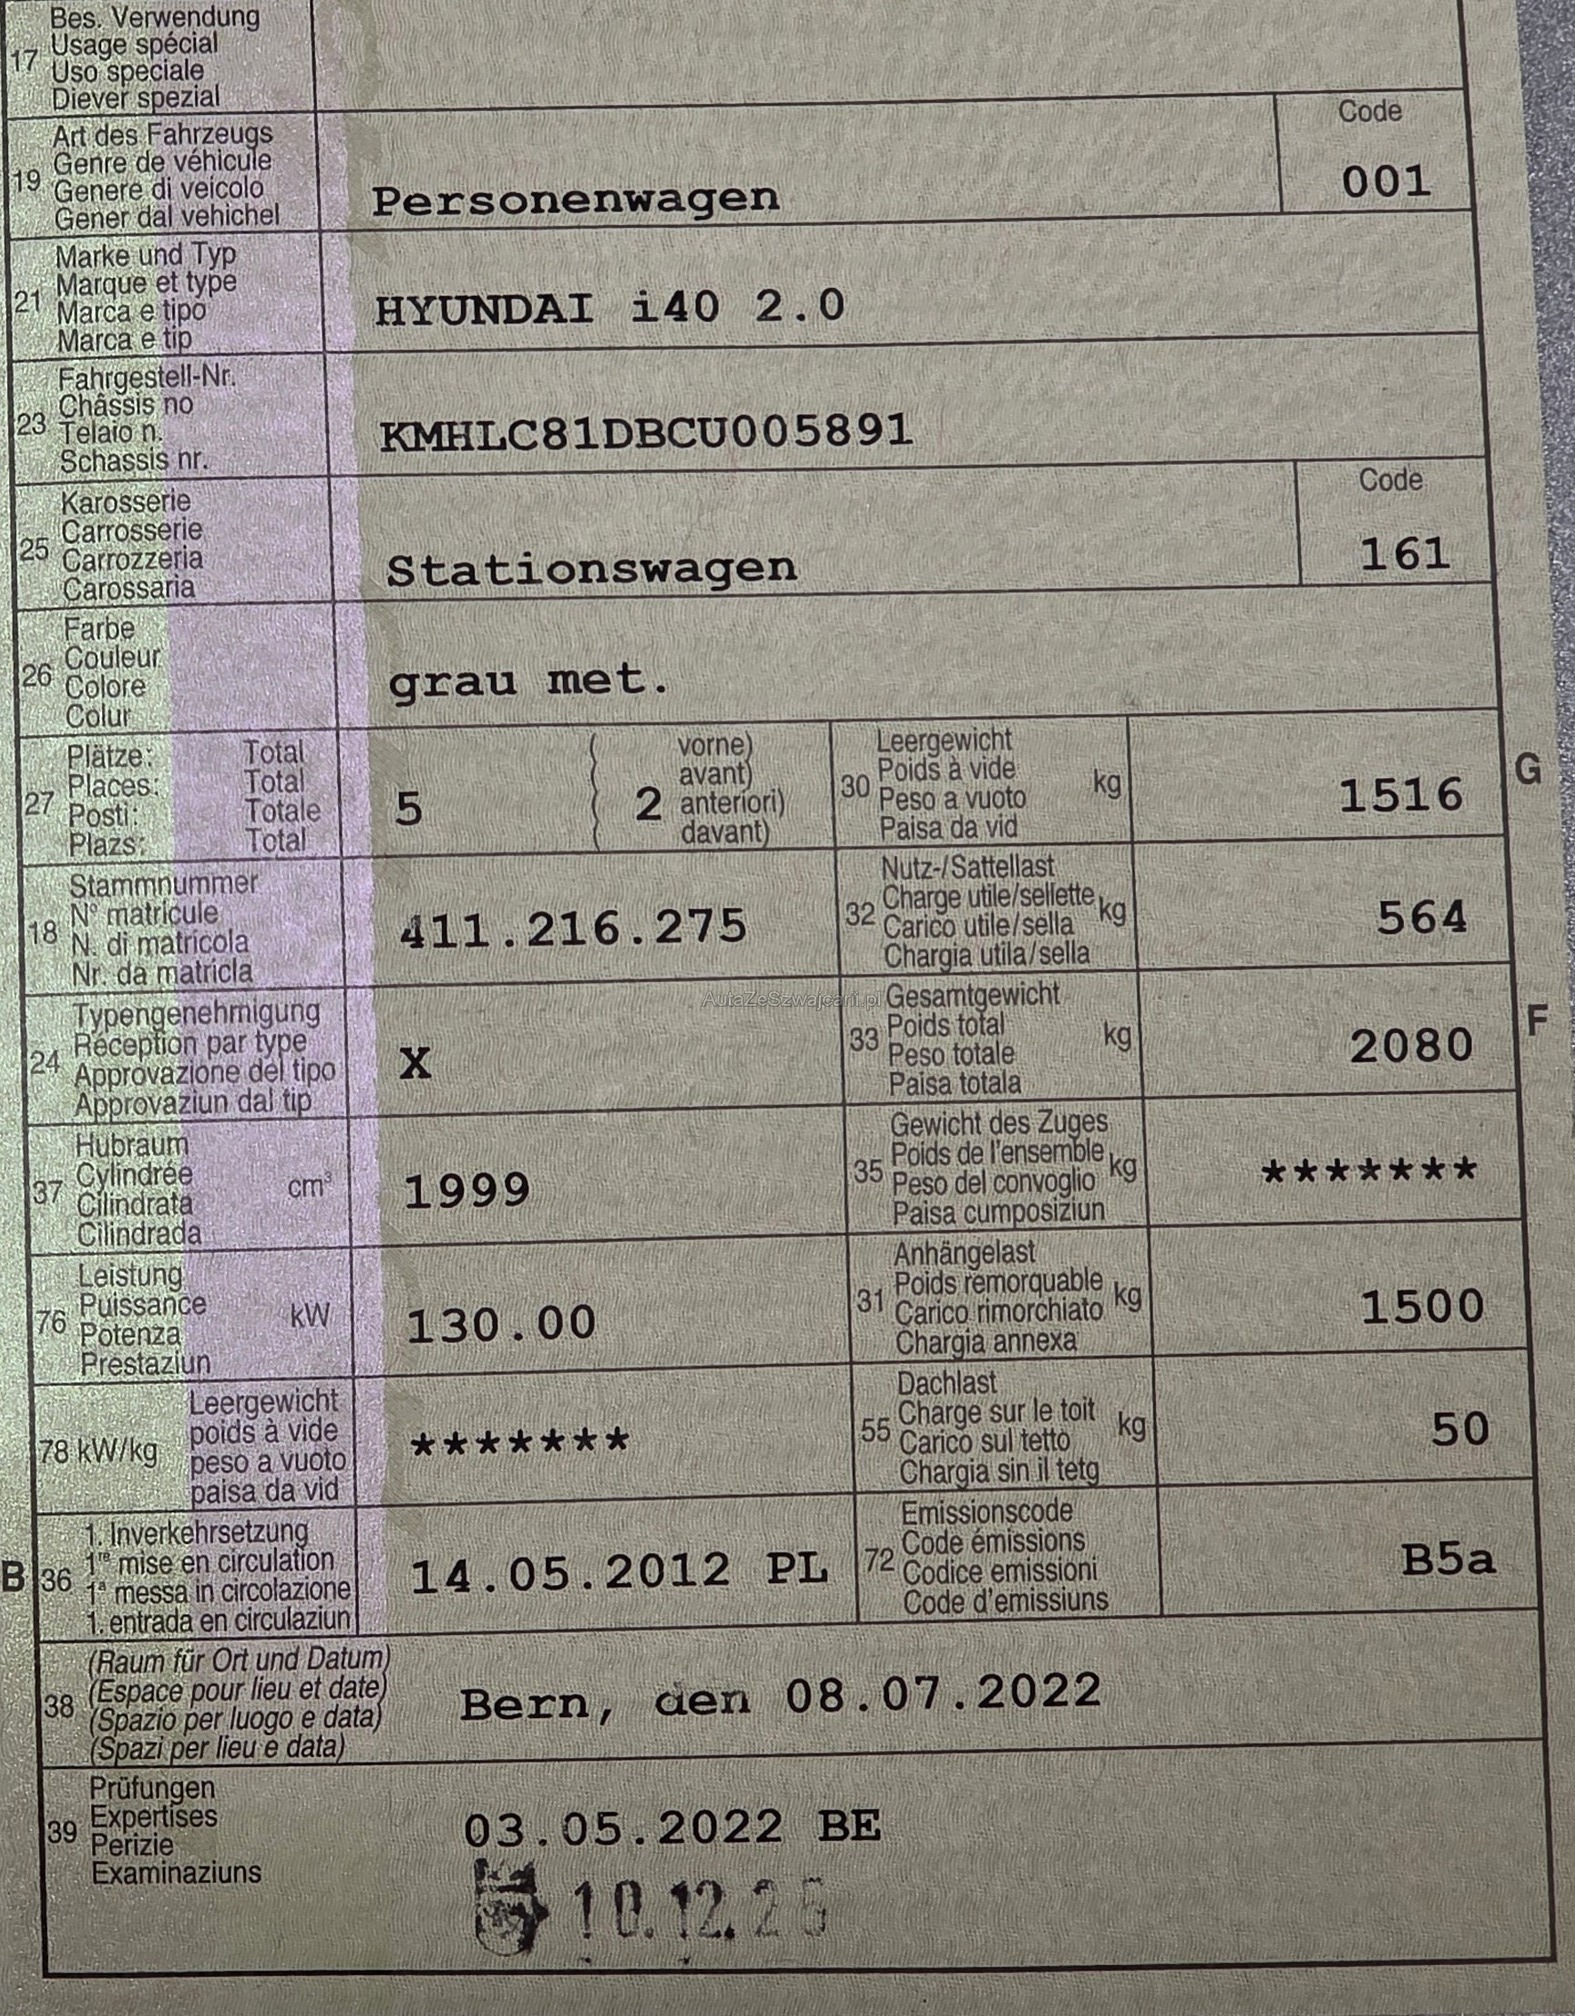 17
Bes. Verwendung
Usage spécial
Uso speciale
Diever spezial
19
Art des Fahrzeugs
Genre de véhicule
Genere di veicolo
Gener dal vehichel
Personenwagen
Code
001
21
Marke und Typ
Marque et type
Marca e tipo
Marca e tip
HYUNDAI i40 2.0
23
Fahrgestell-Nr.
Châssis no
Telaio n.
Schassis nr.
KMHLC81DBCU005891
25
Karosserie
Carrosserie
Carrozzeria
Carossaria
Stationswagen
Code
161
26
Farbe
Couleur
Colore
Colur
grau met.
27
Plätze: Total
Places: Total
Posti: Totale
Plazs: Total
5
2
vorne)
avant)
anteriori)
davant)
30
Leergewicht
Poids à vide
Peso a vuoto
Paisa da vid
kg
1516
G
18
Stammnummer
N° matricule
N. di matricola
Nr. da matricla
411.216.275
32
Nutz-/Sattellast
Charge utile/sellette
Carico utile/sella
Chargia utila/sella
kg
564
24
Typengenehmigung
Réception par type
Approvazione del tipo
Approvaziun dal tip
X
AutaZeSzwajcarii.pl
33
Gesamtgewicht
Poids total
Peso totale
Paisa totala
kg
2080
F
37
Hubraum
Cylindrée
Cilindrata
Cilindrada
cm³
1999
35
Gewicht des Zuges
Poids de l'ensemble
Peso del convoglio
Paisa cumposiziun
kg
*******
76
Leistung
Puissance
Potenza
Prestaziun
kW
130.00
31
Anhängelast
Poids remorquable
Carico rimorchiato
Chargia annexa
kg
1500
78 kW/kg
Leergewicht
poids à vide
peso a vuoto
paisa da vid
*******
55
Dachlast
Charge sur le toit
Carico sul tetto
Chargia sin il tetg
kg
50
B
36
1. Inverkehrsetzung
1re mise en circulation
1a messa in circolazione
1. entrada en circulaziun
14.05.2012 PL
72
Emissionscode
Code émissions
Codice emissioni
Code d'emissiuns
B5a
38
(Raum für Ort und Datum)
(Espace pour lieu et date)
(Spazio per luogo e data)
(Spazi per lieu e data)
Bern, den 08.07.2022
39
Prüfungen
Expertises
Perizie
Examinaziuns
03.05.2022 BE
10.12.25